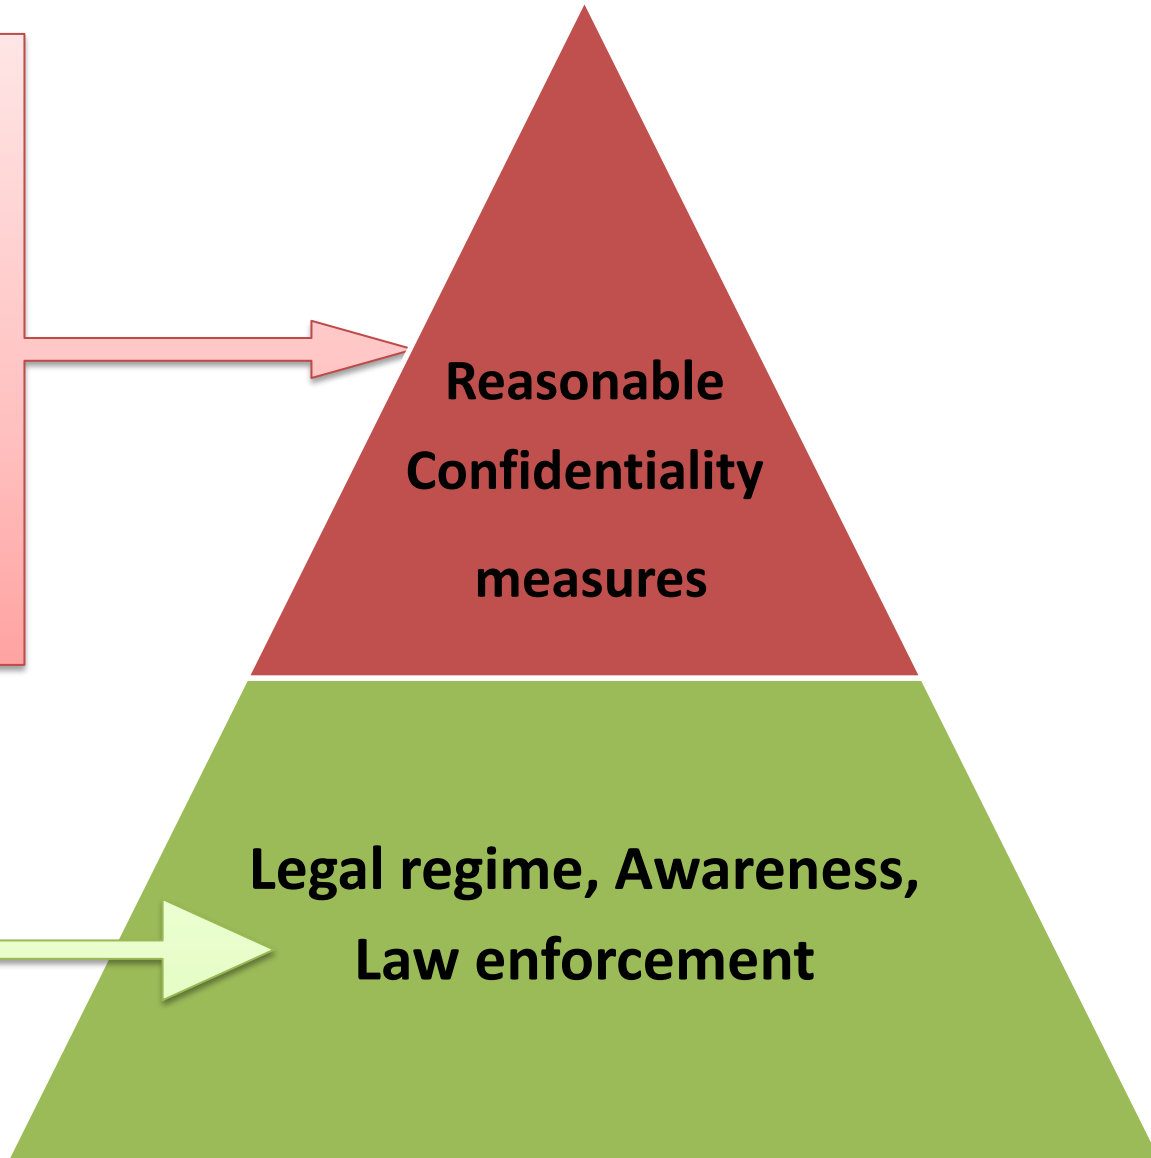 Reasonable
Confidentiality
measures
Legal regime, Awareness,
Law enforcement